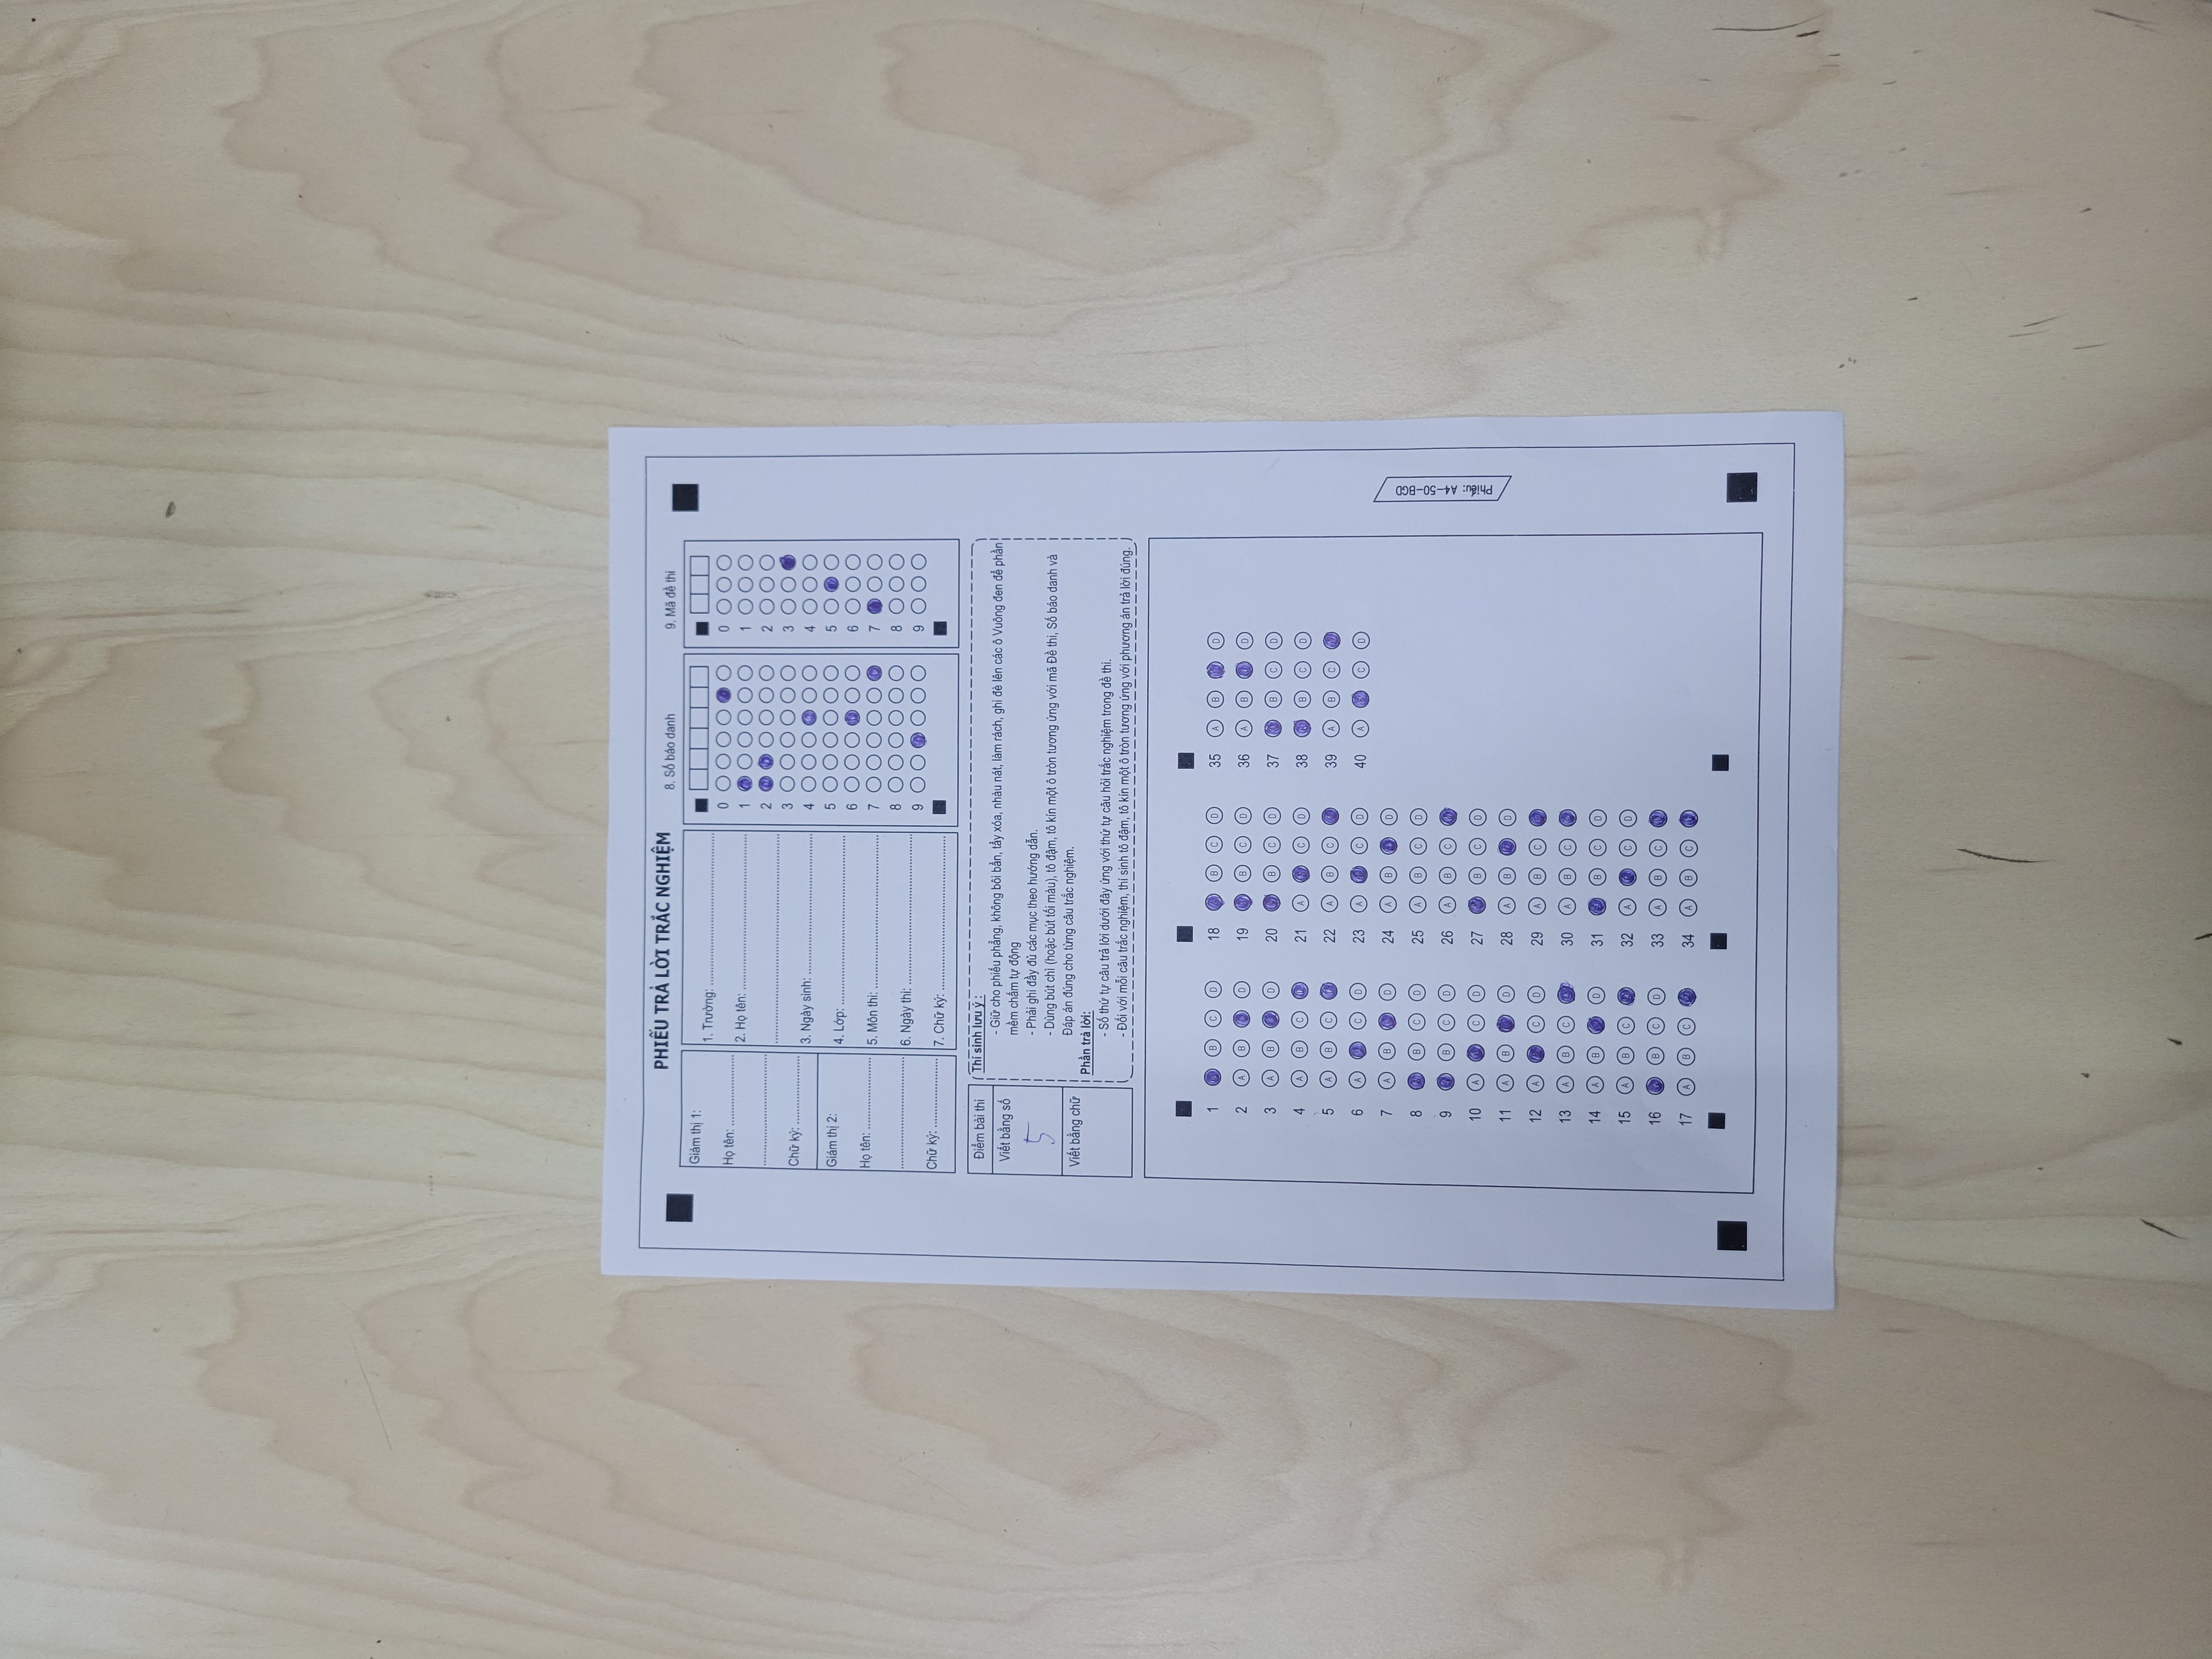 PHIẾU TRẢ LỜI TRẮC NGHIỆM
8. Số báo danh
9. Mã đề thi
Giám thị 1:
Họ tên:
Chữ ký:
Giám thị 2:
Họ tên:
Chữ ký:
1. Trường:
2. Họ tên:
3. Ngày sinh:
4. Lớp:
5. Môn thi:
6. Ngày thi:
7. Chữ ký:
0 0
1 1
2 2
3 3
4 4
5 5
6 6
7 7
8 8
9 9
Điểm bài thi
Viết bằng số
5
Viết bằng chữ
Thí sinh lưu ý :
- Giữ cho phiếu phẳng, không bôi bẩn, tẩy xóa, nhàu nát, làm rách, ghi đè lên các ô Vuông đen để phần
mềm chấm tự động
- Phải ghi đầy đủ các mục theo hướng dẫn.
- Dùng bút chì (hoặc bút tối màu), tô đậm, tô kín một ô tròn tương ứng với mã Đề thi, Số báo danh và
Đáp án đúng cho từng câu trắc nghiệm.
Phần trả lời:
- Số thứ tự câu trả lời dưới đây ứng với thứ tự câu hỏi trắc nghiệm trong đề thi.
- Đối với mỗi câu trắc nghiệm, thí sinh tô đậm, tô kín một ô tròn tương ứng với phương án trả lời đúng.
1 B C D
2 A B D
3 A B D
4 A B C
5 A B C
6 A C D
7 A B D
8 B C D
9 B C D
10 A C D
11 A B D
12 A C D
13 A B C
14 A B D
15 A B C
16 B C D
17 A B C
18 B C D
19 B C D
20 B C D
21 A C D
22 A B C
23 A C D
24 A B D
25 A B C D
26 A B C
27 B C D
28 A B D
29 A B C
30 A B C
31 B C D
32 A C D
33 A B C
34 A B C
35 A B D
36 A B D
37 B C D
38 B C D
39 A B C
40 A C D
Phiếu: A4-50-BGD